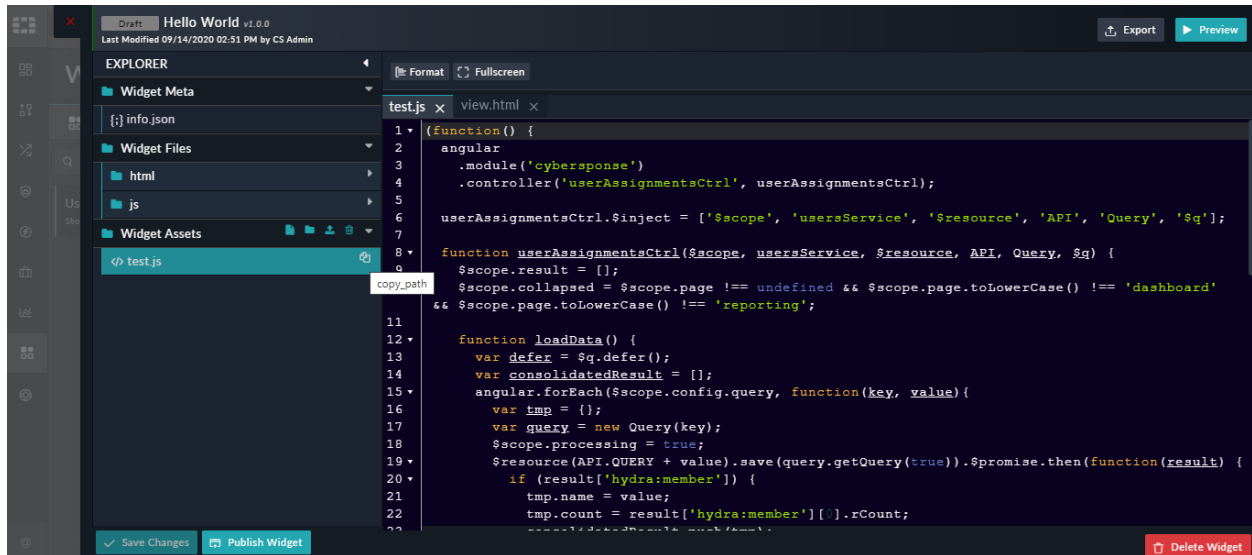 Draft Hello World v1.0.0
Last Modified 09/14/2020 02:51 PM by CS Admin
Export
Preview
EXPLORER
Widget Meta
{;} info.json
Widget Files
html
js
Widget Assets
</> test.js
copy_path
Format
Fullscreen
test.js × view.html ×
1 (function() {
2 angular
3 .module('cybersponse')
4 .controller('userAssignmentsCtrl', userAssignmentsCtrl);
5
6 userAssignmentsCtrl.$inject = ['$scope', 'usersService', '$resource', 'API', 'Query', '$q'];
7
8 function userAssignmentsCtrl($scope, usersService, $resource, API, Query, $q) {
9 $scope.result = [];
$scope.collapsed = $scope.page !== undefined && $scope.page.toLowerCase() !== 'dashboard'
&& $scope.page.toLowerCase() !== 'reporting';
11
12 function loadData() {
13 var defer = $q.defer();
14 var consolidatedResult = [];
15 angular.forEach($scope.config.query, function(key, value){
16 var tmp = {};
17 var query = new Query(key);
18 $scope.processing = true;
19 $resource(API.QUERY + value).save(query.getQuery(true)).$promise.then(function(result) {
20 if (result['hydra:member']) {
21 tmp.name = value;
22 tmp.count = result['hydra:member'][0].rCount;
Save Changes
Publish Widget
Delete Widget